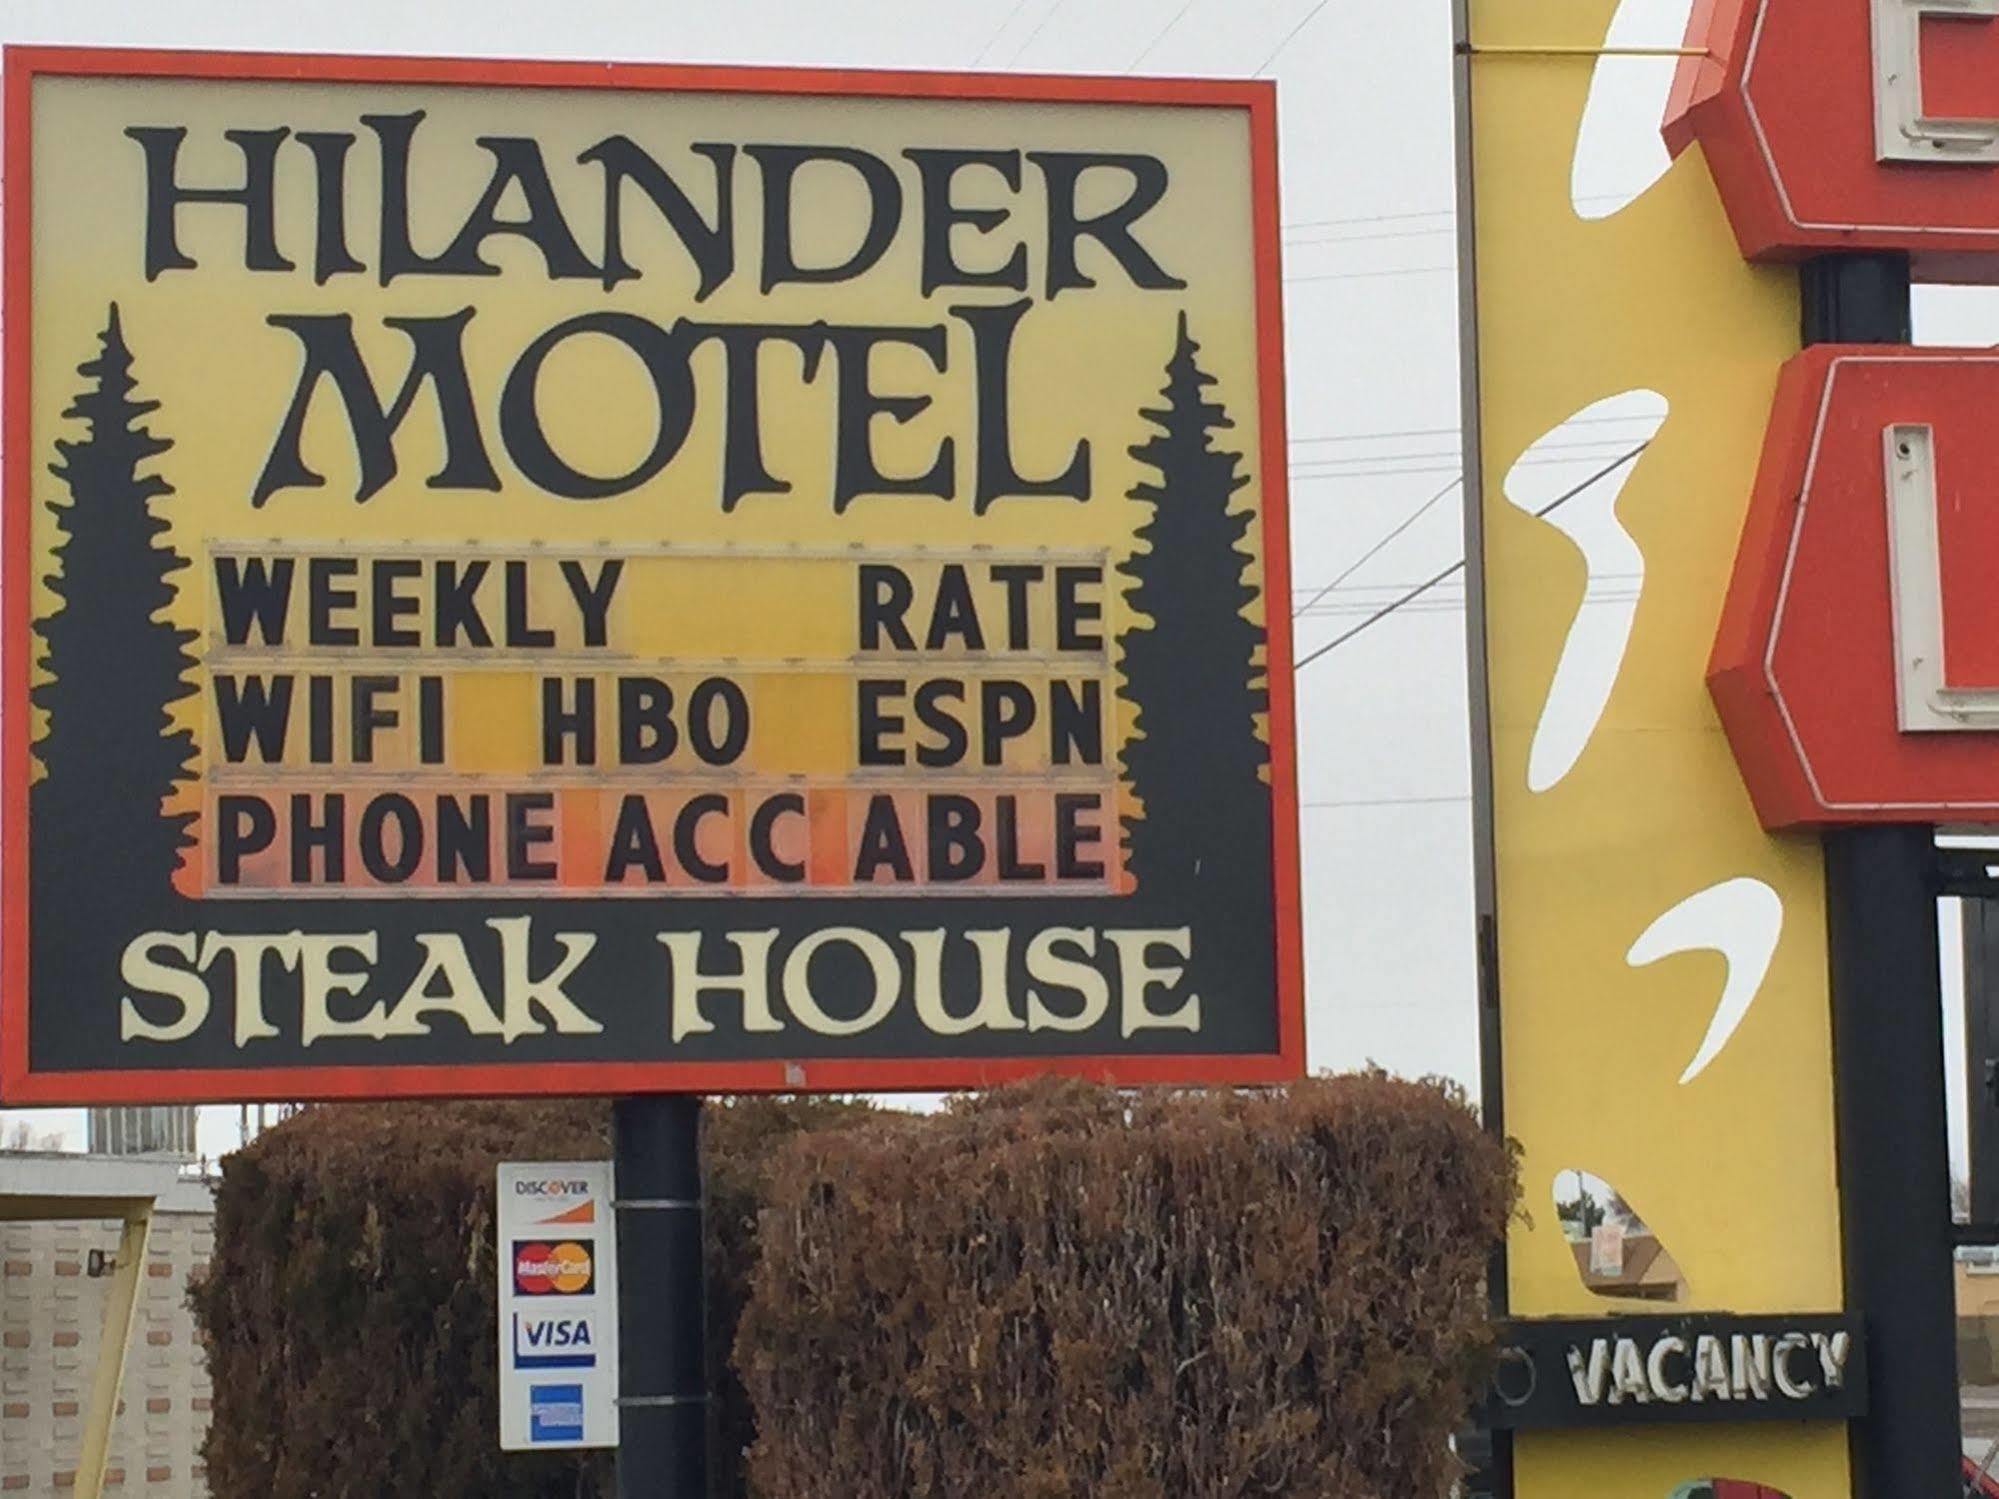 HILANDER
MOTEL
WEEKLY RATE
WIFI HBO ESPN
PHONE ACC ABLE
STEAK HOUSE
DISCOVER
MasterCard
VISA
E
L
VACANCY